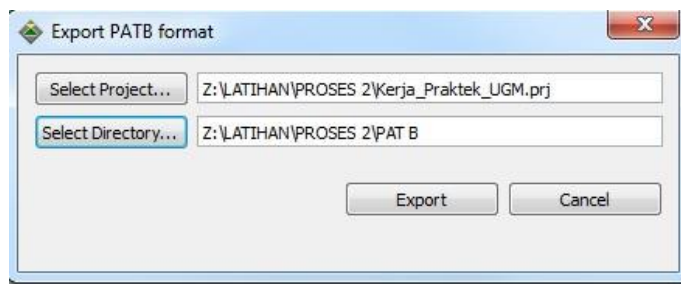 Export PATB format
Select Project... Z:\LATIHAN\PROSES 2\Kerja_Praktek_UGM.prj
Select Directory... Z:\LATIHAN\PROSES 2\PAT B
Export Cancel